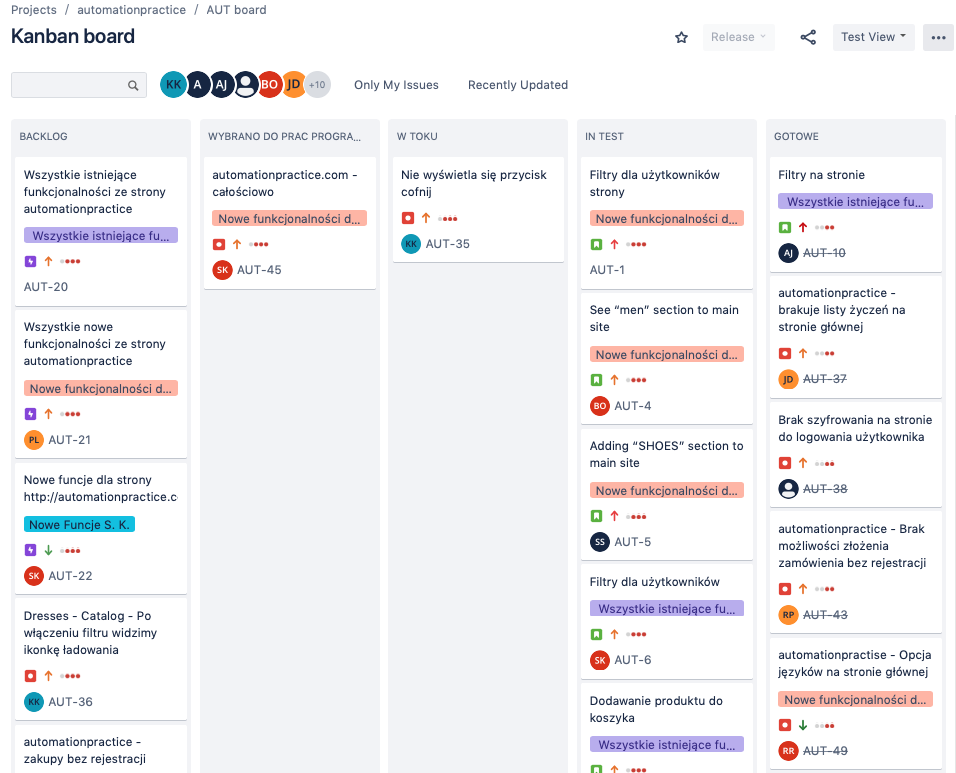 Projects / automationpractice / AUT board
Kanban board
Release
Test View
KK A AJ BO JD +10
Only My Issues
Recently Updated
BACKLOG
Wszystkie istniejące
funkcjonalności ze strony
automationpractice
Wszystkie istniejące fu...
AUT-20
Wszystkie nowe
funkcjonalności ze strony
automationpractice
Nowe funkcjonalności d...
PL AUT-21
Nowe funcje dla strony
http://automationpractice.c
Nowe Funcje S. K.
SK AUT-22
Dresses - Catalog - Po
włączeniu filtru widzimy
ikonkę ładowania
KK AUT-36
automationpractice -
zakupy bez rejestracji
WYBRANO DO PRAC PROGRA...
automationpractice.com -
całościowo
Nowe funkcjonalności d...
SK AUT-45
W TOKU
Nie wyświetla się przycisk
cofnij
KK AUT-35
IN TEST
Filtry dla użytkowników
strony
Nowe funkcjonalności d...
AUT-1
See “men” section to main
site
Nowe funkcjonalności d...
BO AUT-4
Adding “SHOES” section to
main site
Nowe funkcjonalności d...
SS AUT-5
Filtry dla użytkowników
Wszystkie istniejące fu...
SK AUT-6
Dodawanie produktu do
koszyka
Wszystkie istniejące fu...
GOTOWE
Filtry na stronie
Wszystkie istniejące fu...
AJ AUT-10
automationpractice -
brakuje listy życzeń na
stronie głównej
JD AUT-37
Brak szyfrowania na stronie
do logowania użytkownika
AUT-38
automationpractice - Brak
możliwości złożenia
zamówienia bez rejestracji
RP AUT-43
automationpractise - Opcja
języków na stronie głównej
Nowe funkcjonalności d...
RR AUT-49